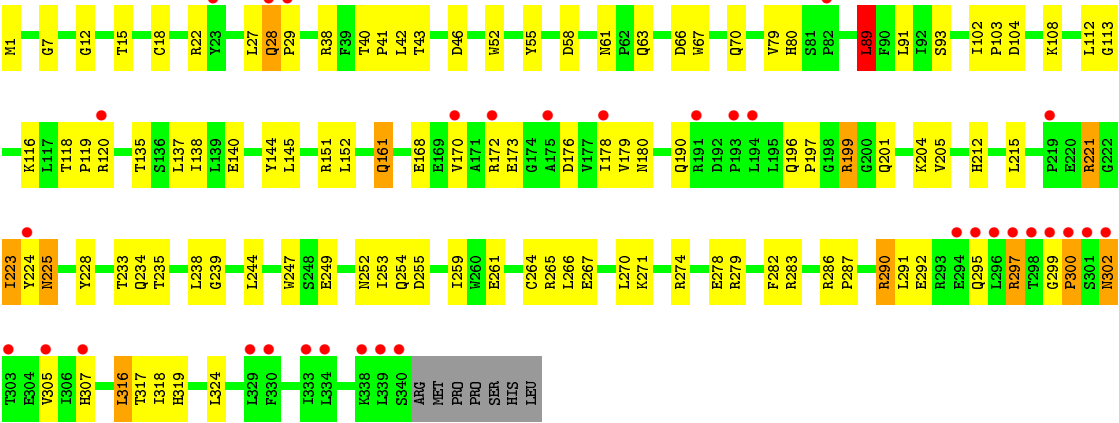 M1 G7 G12 T15 C18 R22 Y23 L27 Q28 P29 R38 F39 T40 P41 L42 T43 D46 W52 Y55 D58 N61 P62 Q63 D66 W67 Q70 V79 H80 S81 P82 L89 F90 L91 I92 S93 I102 P103 D104 K108 L112 G113
K116 L117 T118 P119 R120 T135 S136 L137 I138 L139 E140 Y144 L145 R151 L152 Q161 E168 E169 V170 A171 R172 E173 G174 A175 D176 V177 I178 V179 N180 Q190 R191 D192 P193 L194 L195 Q196 P197 G198 R199 G200 Q201 K204 V205 H212 L215 P219 E220 R221 G222
I223 Y224 N225 Y228 T233 Q234 T235 L238 G239 L244 W247 S248 E249 N252 I253 Q254 D255 I259 W260 E261 C264 R265 L266 E267 L270 K271 R274 E278 R279 F282 R283 R286 P287 R290 L291 E292 R293 E294 Q295 L296 R297 T298 G299 P300 S301 N302
T303 E304 V305 I306 H307 L316 T317 I318 H319 L324 L329 F330 I333 L334 K338 L339 S340 ARG MET PRO PRO SER HIS LEU